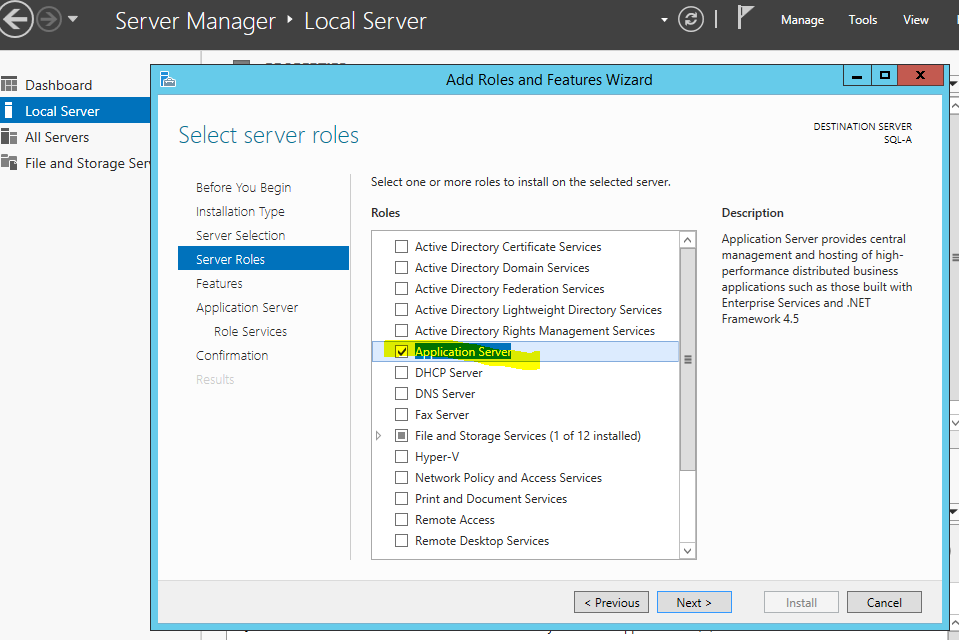 Server Manager ‣ Local Server
Manage Tools View
Dashboard
Local Server
All Servers
File and Storage Ser
Add Roles and Features Wizard
Select server roles
DESTINATION SERVER
SQL-A
Before You Begin
Installation Type
Server Selection
Server Roles
Features
Application Server
Role Services
Confirmation
Results
Select one or more roles to install on the selected server.
Roles
Active Directory Certificate Services
Active Directory Domain Services
Active Directory Federation Services
Active Directory Lightweight Directory Services
Active Directory Rights Management Services
Application Server
DHCP Server
DNS Server
Fax Server
File and Storage Services (1 of 12 installed)
Hyper-V
Network Policy and Access Services
Print and Document Services
Remote Access
Remote Desktop Services
Description
Application Server provides central
management and hosting of high-
performance distributed business
applications such as those built with
Enterprise Services and .NET
Framework 4.5
< Previous
Next >
Install
Cancel